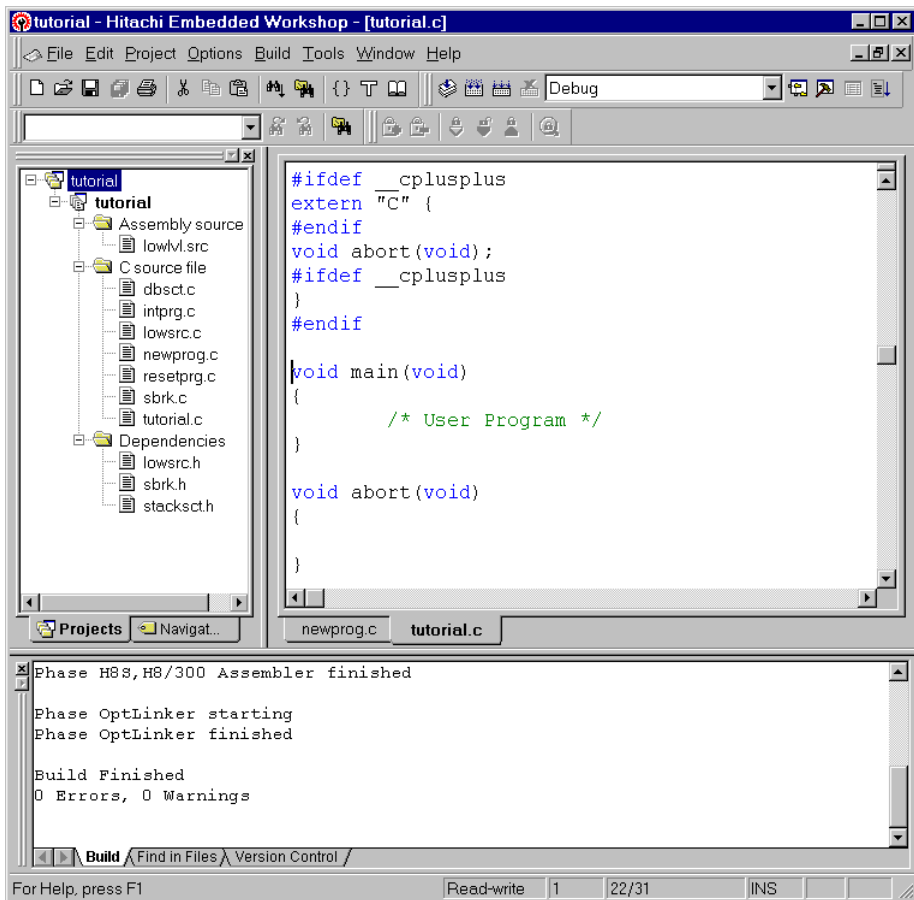 tutorial - Hitachi Embedded Workshop - [tutorial.c]
File Edit Project Options Build Tools Window Help
Debug
tutorial
tutorial
Assembly source
lowlvl.src
C source file
dbsct.c
intprg.c
lowsrc.c
newprog.c
resetprg.c
sbrk.c
tutorial.c
Dependencies
lowsrc.h
sbrk.h
stacksct.h
Projects Navigat...
#ifdef __cplusplus
extern "C" {
#endif
void abort(void);
#ifdef __cplusplus
}
#endif
void main(void)
{
/* User Program */
}
void abort(void)
{
}
newprog.c tutorial.c
Phase H8S,H8/300 Assembler finished
Phase OptLinker starting
Phase OptLinker finished
Build Finished
0 Errors, 0 Warnings
Build Find in Files Version Control
For Help, press F1 Read-write 1 22/31 INS